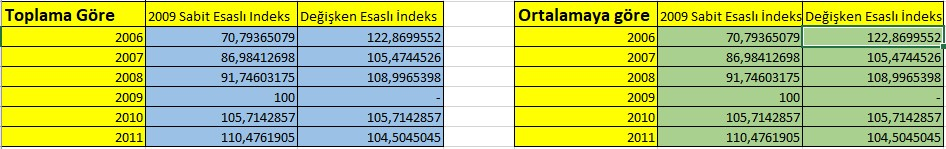 Toplama Göre 2009 Sabit Esaslı Indeks Değişken Esaslı İndeks
2006 70,79365079 122,8699552
2007 86,98412698 105,4744526
2008 91,74603175 108,9965398
2009 100 -
2010 105,7142857 105,7142857
2011 110,4761905 104,5045045
Ortalamaya göre 2009 Sabit Esaslı İndeks Değişken Esaslı İndeks
2006 70,79365079 122,8699552
2007 86,98412698 105,4744526
2008 91,74603175 108,9965398
2009 100 -
2010 105,7142857 105,7142857
2011 110,4761905 104,5045045